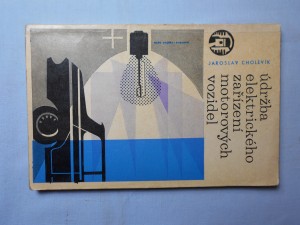 JAROSLAV CHOLEVÍK
údržba
elektrického
zařízení
motorových
vozidel